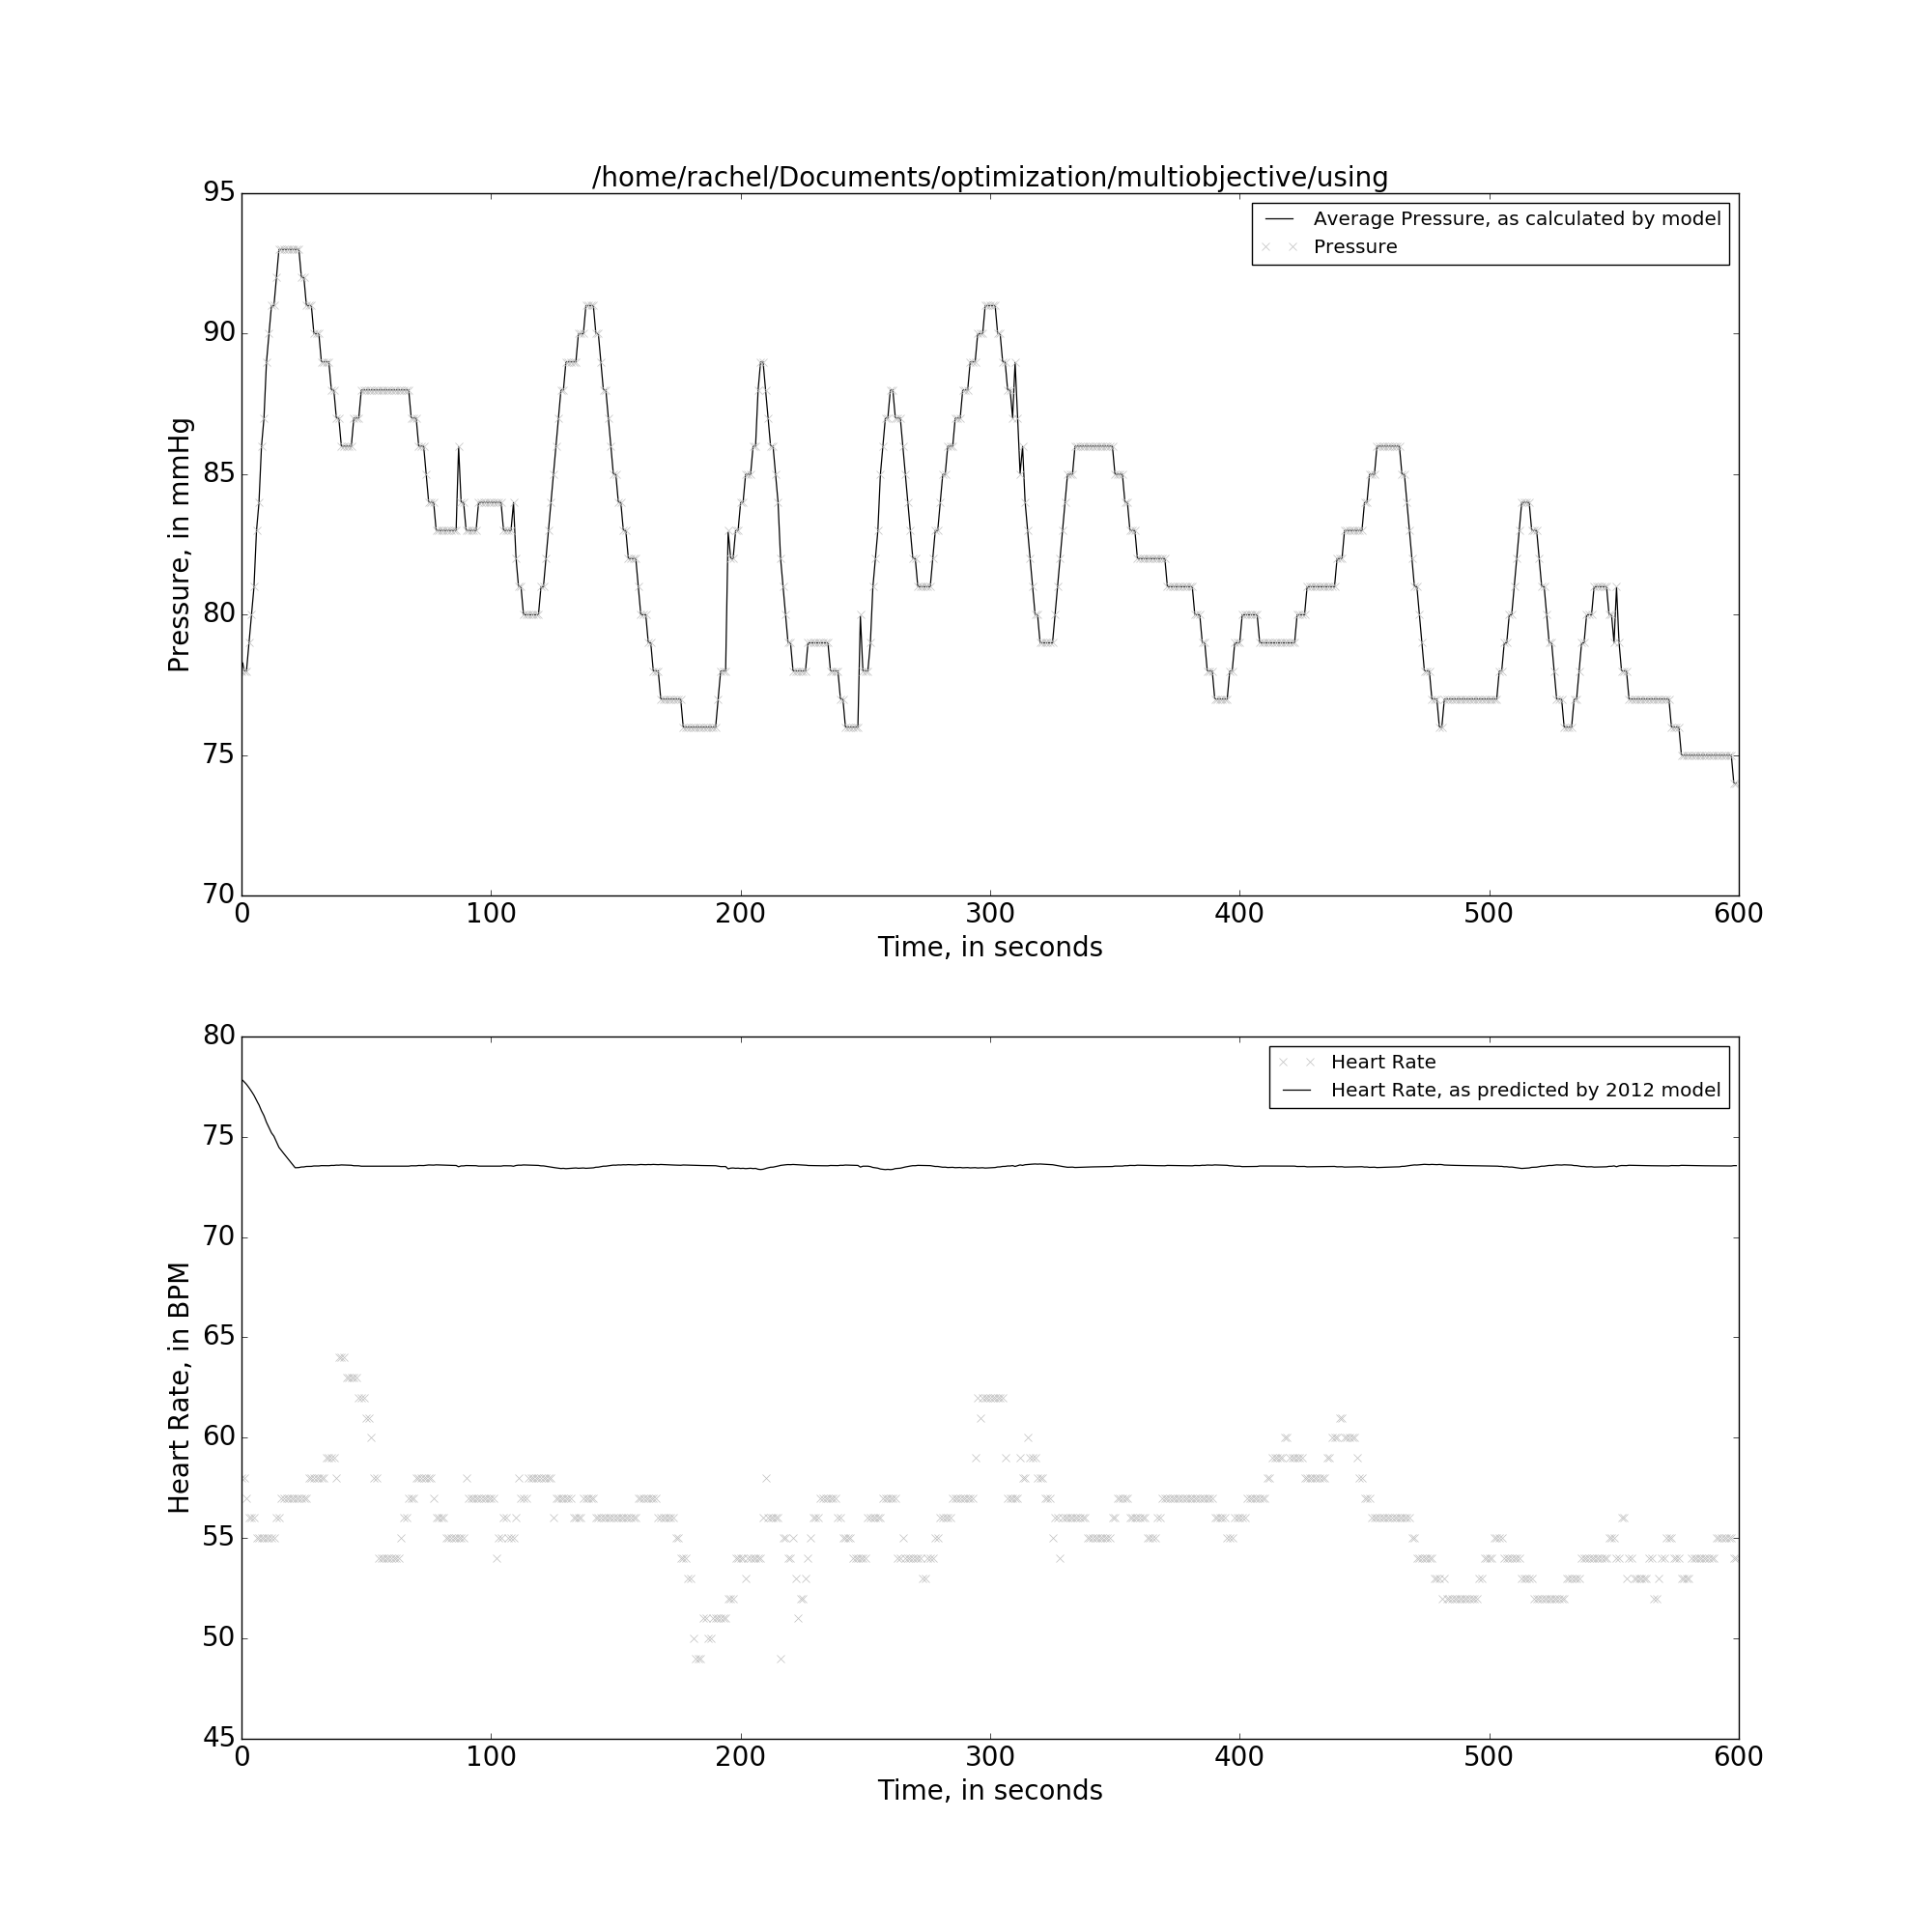 /home/rachel/Documents/optimization/multiobjective/using
95
90
85
80
75
70
Pressure, in mmHg
Average Pressure, as calculated by model
Pressure
0 100 200 300 400 500 600
Time, in seconds
80
75
70
65
60
55
50
45
Heart Rate, in BPM
Heart Rate
Heart Rate, as predicted by 2012 model
0 100 200 300 400 500 600
Time, in seconds